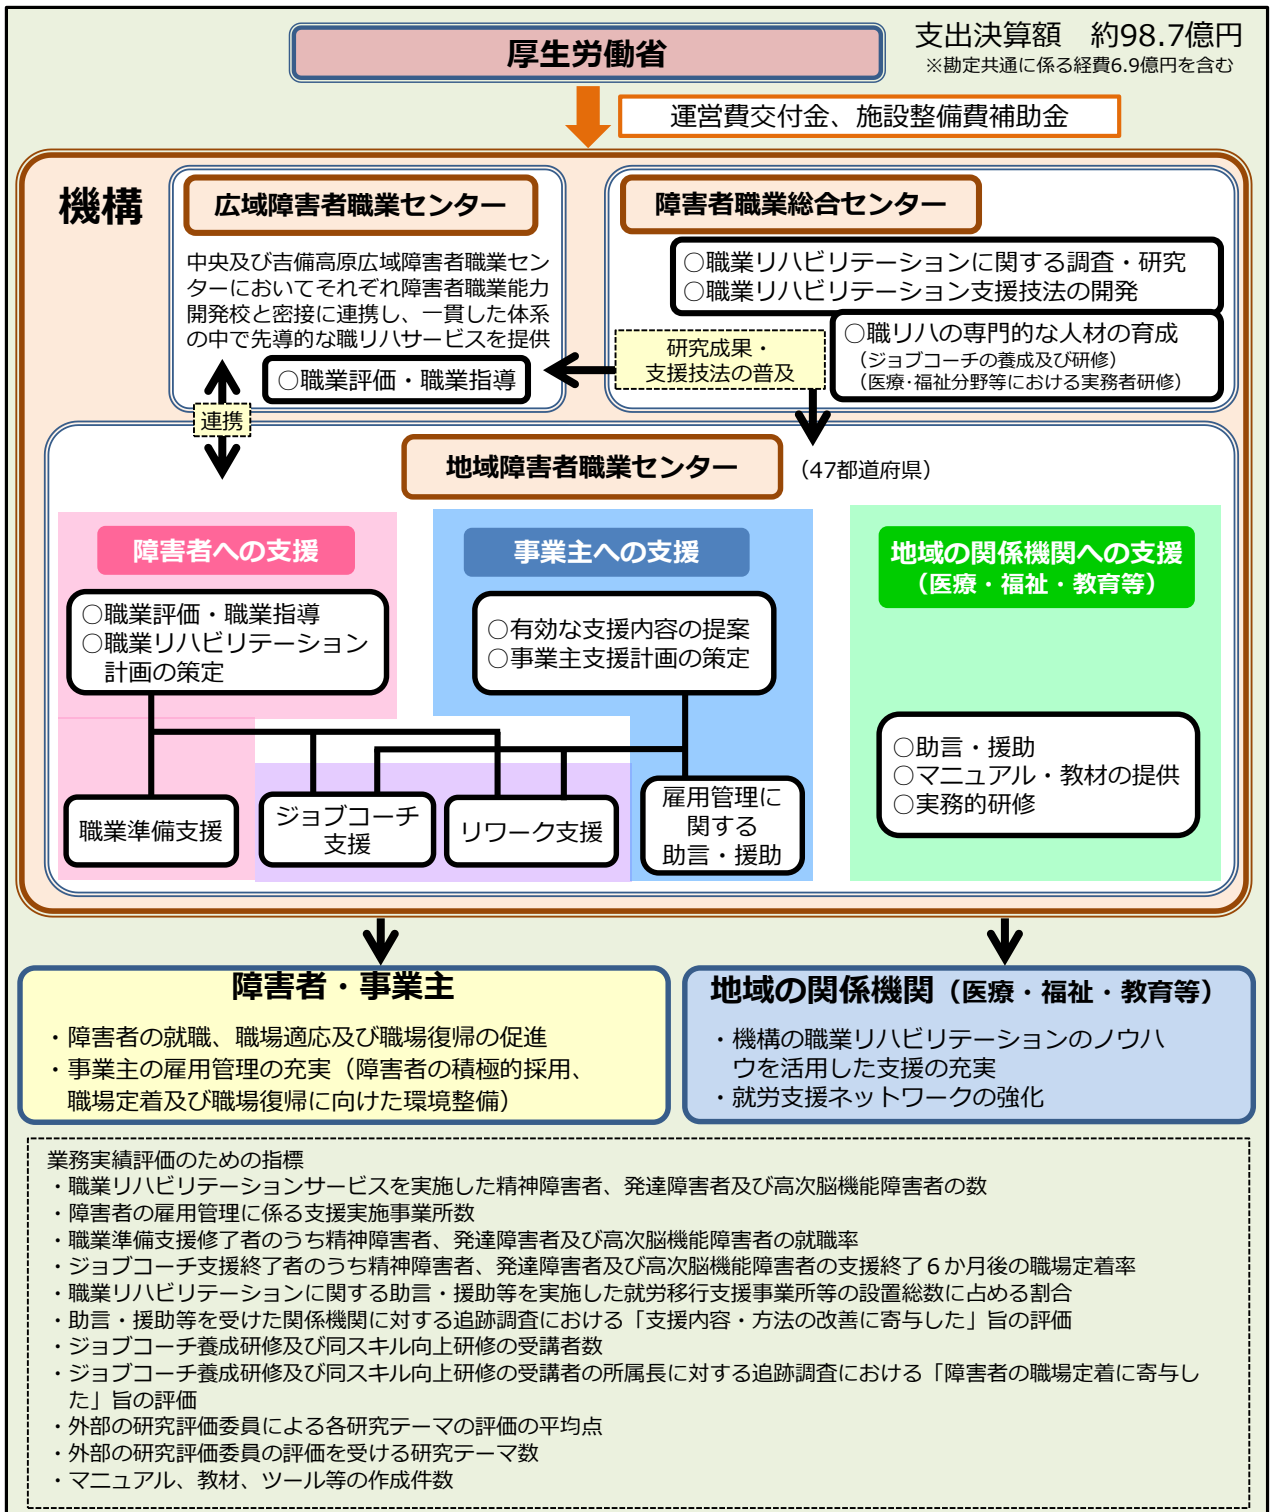 厚生労働省
支出決算額　約98.7億円
※勘定共通に係る経費6.9億円を含む
運営費交付金、施設整備費補助金
機構
広域障害者職業センター
中央及び吉備高原広域障害者職業セン
ターにおいてそれぞれ障害者職業能力
開発校と密接に連携し、一貫した体系
の中で先導的な職リハサービスを提供
○職業評価・職業指導
障害者職業総合センター
○職業リハビリテーションに関する調査・研究
○職業リハビリテーション支援技法の開発
○職リハの専門的な人材の育成
（ジョブコーチの養成及び研修）
（医療・福祉分野等における実務者研修）
研究成果・
支援技法の普及
連携
地域障害者職業センター
（47都道府県）
障害者への支援
○職業評価・職業指導
○職業リハビリテーション
計画の策定
事業主への支援
○有効な支援内容の提案
○事業主支援計画の策定
地域の関係機関への支援
（医療・福祉・教育等）
○助言・援助
○マニュアル・教材の提供
○実務的研修
職業準備支援
ジョブコーチ
支援
リワーク支援
雇用管理に
関する
助言・援助
障害者・事業主
・障害者の就職、職場適応及び職場復帰の促進
・事業主の雇用管理の充実（障害者の積極的採用、
職場定着及び職場復帰に向けた環境整備）
地域の関係機関（医療・福祉・教育等）
・機構の職業リハビリテーションのノウハ
ウを活用した支援の充実
・就労支援ネットワークの強化
業務実績評価のための指標
・職業リハビリテーションサービスを実施した精神障害者、発達障害者及び高次脳機能障害者の数
・障害者の雇用管理に係る支援実施事業所数
・職業準備支援修了者のうち精神障害者、発達障害者及び高次脳機能障害者の就職率
・ジョブコーチ支援終了者のうち精神障害者、発達障害者及び高次脳機能障害者の支援終了６か月後の職場定着率
・職業リハビリテーションに関する助言・援助等を実施した就労移行支援事業所等の設置総数に占める割合
・助言・援助等を受けた関係機関に対する追跡調査における「支援内容・方法の改善に寄与した」旨の評価
・ジョブコーチ養成研修及び同スキル向上研修の受講者数
・ジョブコーチ養成研修及び同スキル向上研修の受講者の所属長に対する追跡調査における「障害者の職場定着に寄与し
た」旨の評価
・外部の研究評価委員による各研究テーマの評価の平均点
・外部の研究評価委員の評価を受ける研究テーマ数
・マニュアル、教材、ツール等の作成件数